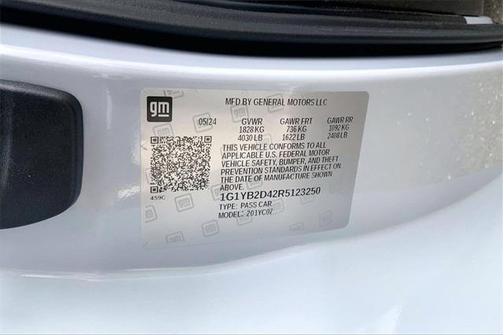 gm
MFD BY GENERAL MOTORS LLC
05/24 GVWR GAWR FRT GAWR RR
1828 KG 736 KG 1092 KG
4030 LB 1622 LB 2408 LB
THIS VEHICLE CONFORMS TO ALL
APPLICABLE U.S. FEDERAL MOTOR
VEHICLE SAFETY, BUMPER, AND THEFT
PREVENTION STANDARDS IN EFFECT ON
THE DATE OF MANUFACTURE SHOWN
ABOVE.
459C 1G1YB2D42R5123250
TYPE: PASS CAR
MODEL: 201YC07